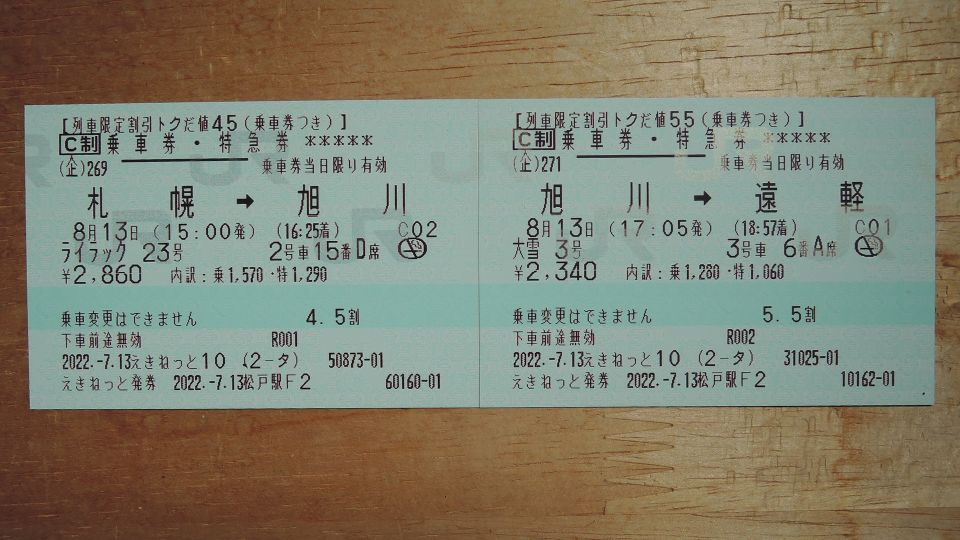 [列車限定割引トクだ値45(乗車券つき)]
C制 乗車券・特急券 *****
(企)269 乗車券当日限り有効
札幌 → 旭川
8月13日(15:00発) (16:25着) C02
ライラック 23号 2号車15番D席
¥2,860 内訳:乗1,570・特1,290
乗車変更はできません 4.5割
下車前途無効 R001
2022.-7.13えきねっと10 (2-タ) 50873-01
えきねっと発券 2022.-7.13松戸駅F2 60160-01
[列車限定割引トクだ値55(乗車券つき)]
C制 乗車券・特急券 *****
(企)271 乗車券当日限り有効
旭川 → 遠軽
8月13日(17:05発) (18:57着) C01
大雪 3号 3号車 6番A席
¥2,340 内訳:乗1,280・特1,060
乗車変更はできません 5.5割
下車前途無効 R002
2022.-7.13えきねっと10 (2-タ) 31025-01
えきねっと発券 2022.-7.13松戸駅F2 10162-01